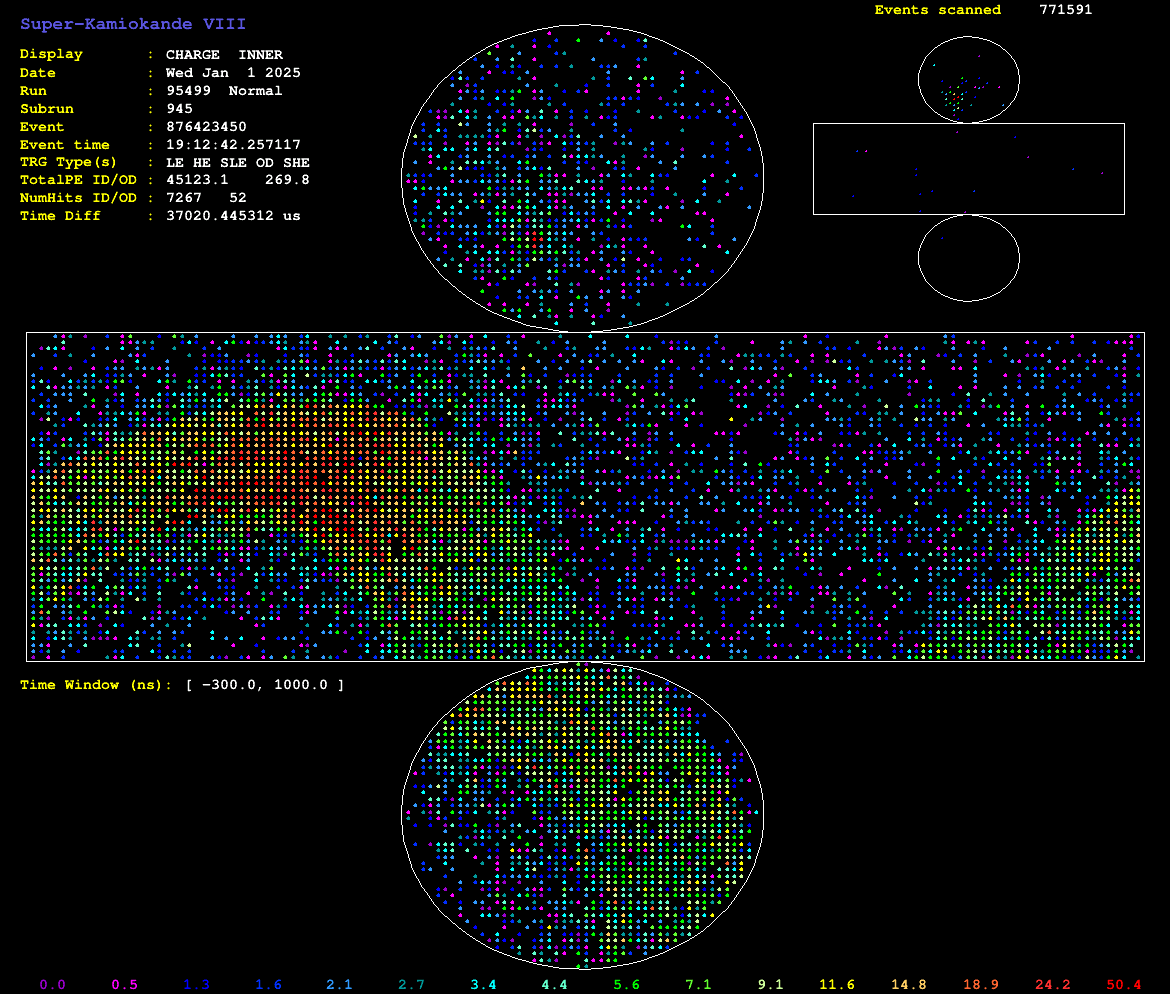 Super-Kamiokande VIII
Events scanned 771591
Display : CHARGE INNER
Date : Wed Jan 1 2025
Run : 95499 Normal
Subrun : 945
Event : 876423450
Event time : 19:12:42.257117
TRG Type(s) : LE HE SLE OD SHE
TotalPE ID/OD : 45123.1 269.8
NumHits ID/OD : 7267 52
Time Diff : 37020.445312 us
Time Window (ns): [ −300.0, 1000.0 ]
0.0 0.5 1.3 1.6 2.1 2.7 3.4 4.4 5.6 7.1 9.1 11.6 14.8 18.9 24.2 50.4